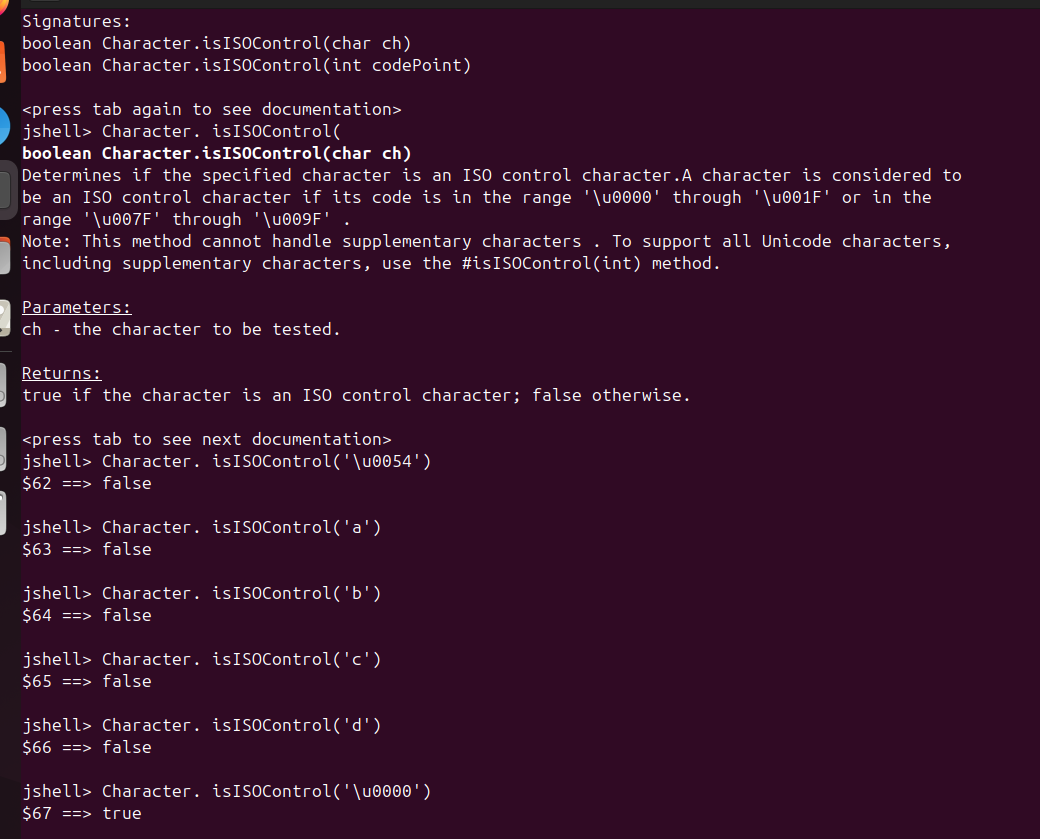 Signatures:
boolean Character.isISOControl(char ch)
boolean Character.isISOControl(int codePoint)
<press tab again to see documentation>
jshell> Character. isISOControl(
boolean Character.isISOControl(char ch)
Determines if the specified character is an ISO control character.A character is considered to
be an ISO control character if its code is in the range '\u0000' through '\u001F' or in the
range '\u007F' through '\u009F' .
Note: This method cannot handle supplementary characters . To support all Unicode characters,
including supplementary characters, use the #isISOControl(int) method.
Parameters:
ch - the character to be tested.
Returns:
true if the character is an ISO control character; false otherwise.
<press tab to see next documentation>
jshell> Character. isISOControl('\u0054')
$62 ==> false
jshell> Character. isISOControl('a')
$63 ==> false
jshell> Character. isISOControl('b')
$64 ==> false
jshell> Character. isISOControl('c')
$65 ==> false
jshell> Character. isISOControl('d')
$66 ==> false
jshell> Character. isISOControl('\u0000')
$67 ==> true